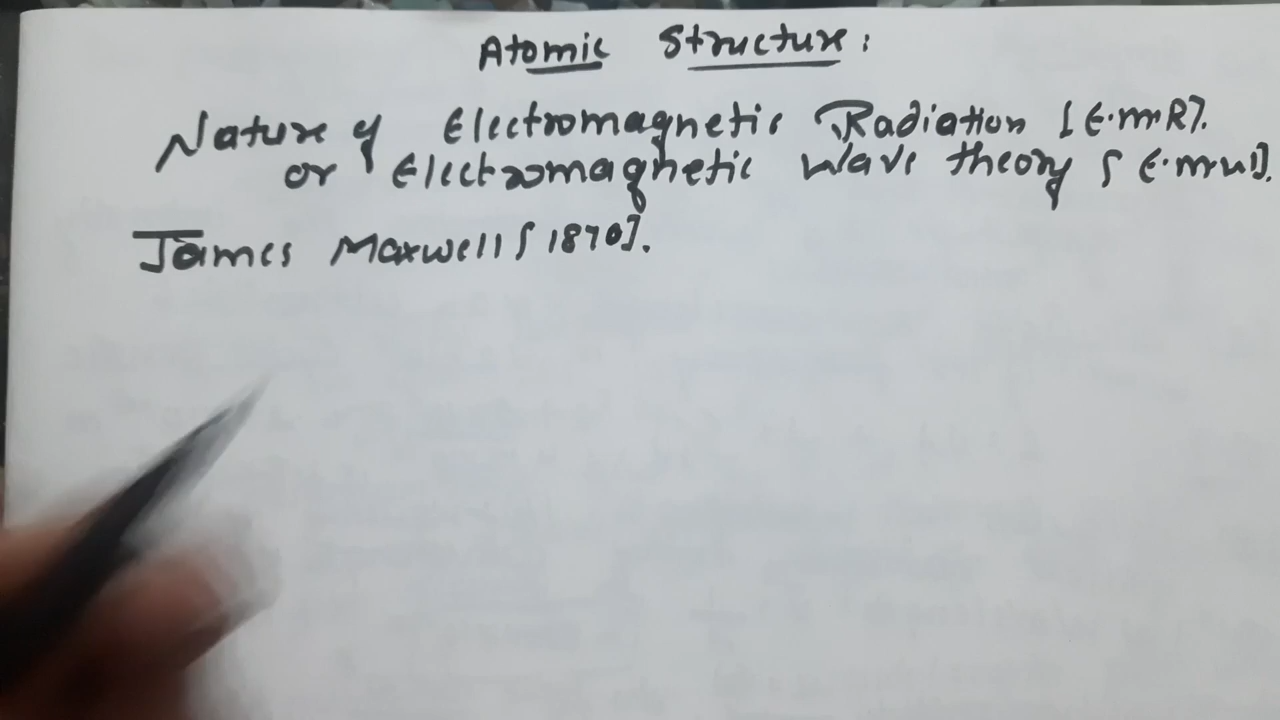 Atomic Structure:
Nature of Electromagnetic Radiation [E.m.R].
or Electromagnetic Wave theory [E.m.w].
James Maxwell [1870].